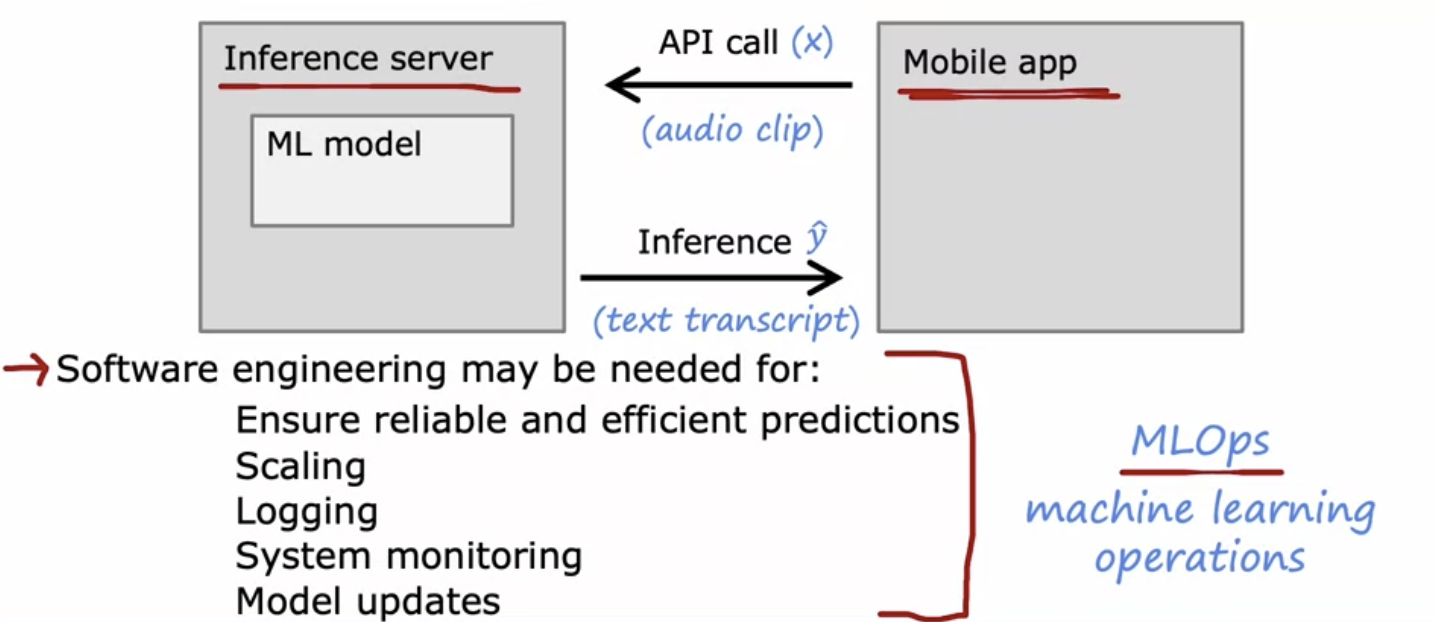 Inference server
ML model
API call (x)
(audio clip)
Inference ŷ
(text transcript)
Mobile app
Software engineering may be needed for:
Ensure reliable and efficient predictions
Scaling
Logging
System monitoring
Model updates
MLOps
machine learning
operations